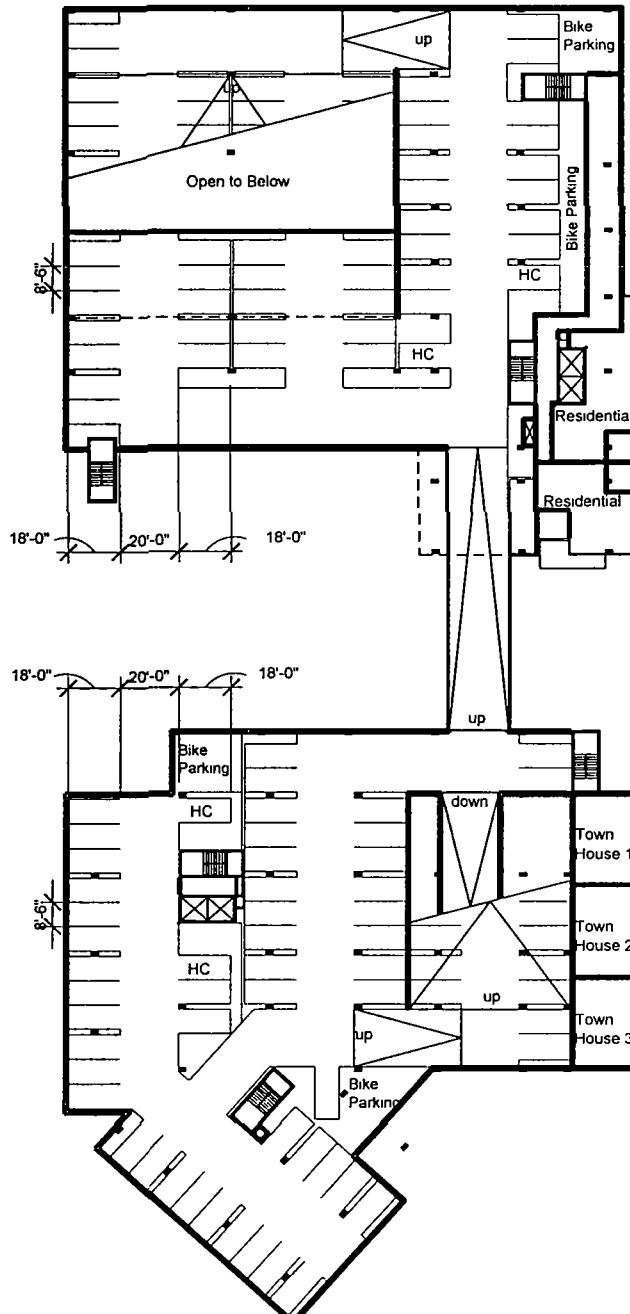 up
Bike
Parking
up
Open to Below
Bike Parking
8'-6"
HC
HC
Residential
Residential
18'-0"
20'-0"
18'-0"
18'-0"
20'-0"
18'-0"
up
Bike
Parking
HC
down
Town
House 1
8'-6"
Town
House 2
HC
up
up
Town
House 3
Bike
Parking